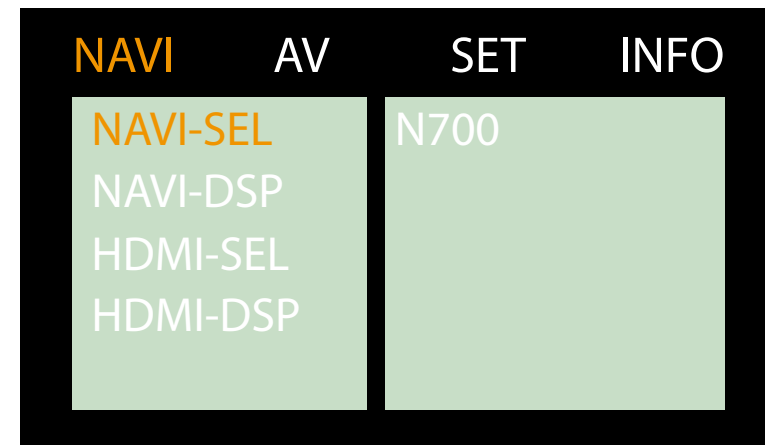 NAVI AV SET INFO
NAVI-SEL N700
NAVI-DSP
HDMI-SEL
HDMI-DSP